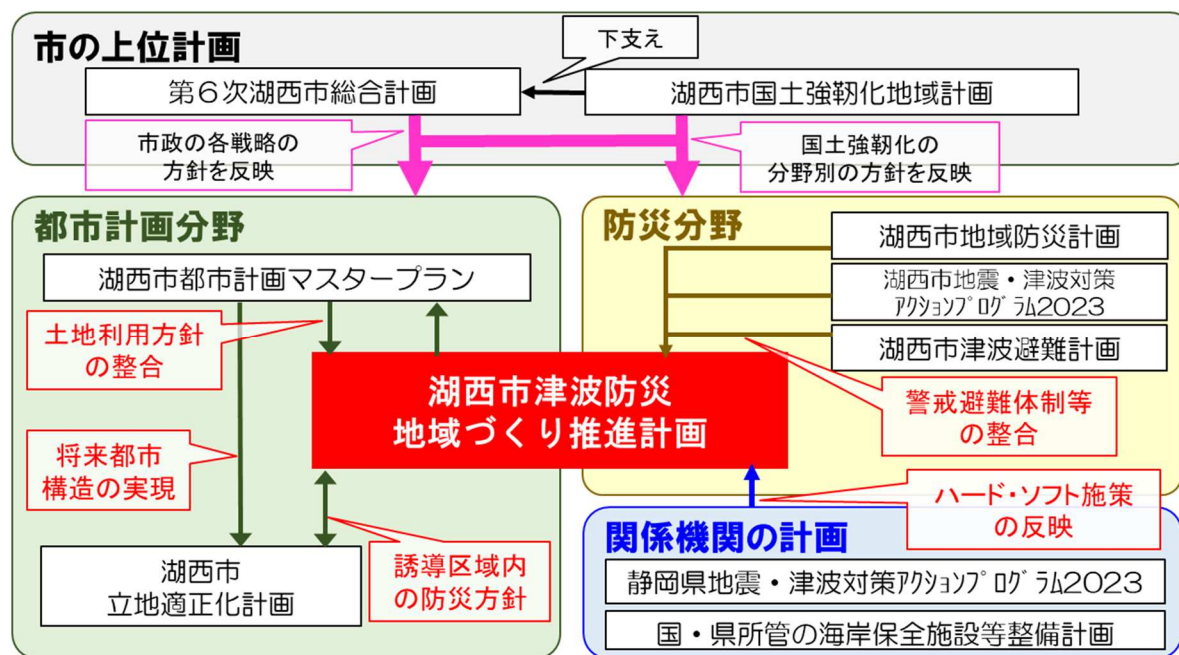 市の上位計画
下支え
第６次湖西市総合計画
湖西市国土強靭化地域計画
市政の各戦略の
方針を反映
国土強靭化の
分野別の方針を反映
都市計画分野
湖西市都市計画マスタープラン
土地利用方針
の整合
将来都市
構造の実現
湖西市
立地適正化計画
誘導区域内
の防災方針
湖西市津波防災
地域づくり推進計画
防災分野
湖西市地域防災計画
湖西市地震・津波対策
ｱｸｼｮﾝﾌﾟﾛｸﾞﾗﾑ2023
湖西市津波避難計画
警戒避難体制等
の整合
ハード・ソフト施策
の反映
関係機関の計画
静岡県地震・津波対策ｱｸｼｮﾝﾌﾟﾛｸﾞﾗﾑ2023
国・県所管の海岸保全施設等整備計画